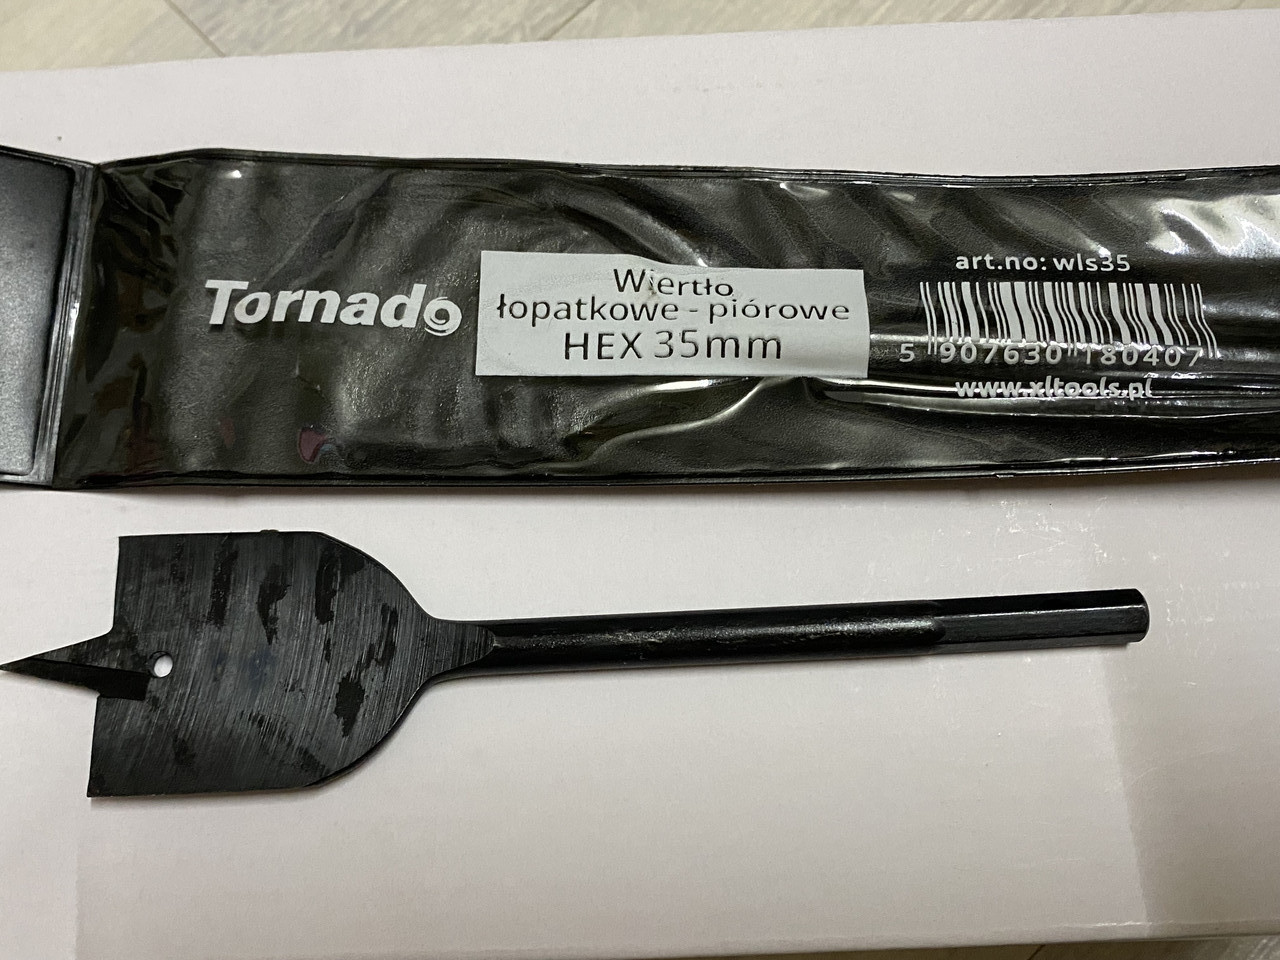 Tornado
Wiertło
łopatkowe - piórowe
HEX 35mm
art.no: wls35
5 907630 180407
www.xltools.pl